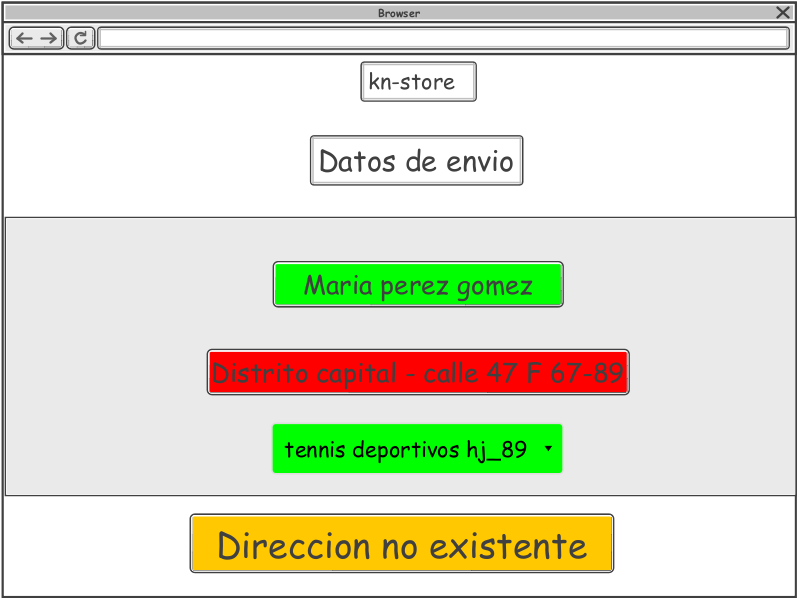 Browser
kn-store
Datos de envio
Maria perez gomez
Distrito capital - calle 47 F 67-89
tennis deportivos hj_89
Direccion no existente